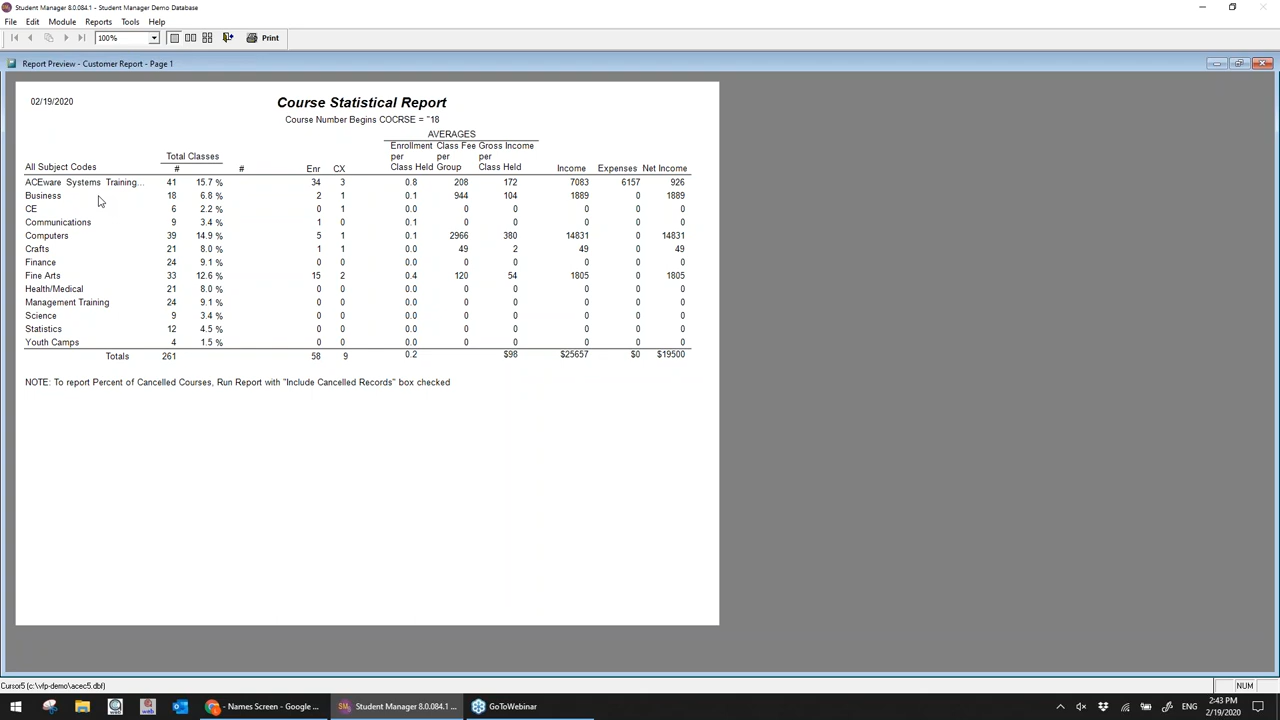 Student Manager 8.0.084.1 - Student Manager Demo Database
File Edit Module Reports Tools Help
100% Print
Report Preview - Customer Report - Page 1
02/19/2020 Course Statistical Report
Course Number Begins COCRSE = "18
AVERAGES
Enrollment Class Fee Gross Income
Total Classes per per per
All Subject Codes # # Enr CX Class Held Group Class Held Income Expenses Net Income
ACEware Systems Training... 41 15.7 % 34 3 0.8 208 172 7083 6157 926
Business 18 6.8 % 2 1 0.1 944 104 1889 0 1889
CE 6 2.2 % 0 1 0.0 0 0 0 0 0
Communications 9 3.4 % 1 0 0.1 0 0 0 0 0
Computers 39 14.9 % 5 1 0.1 2966 380 14831 0 14831
Crafts 21 8.0 % 1 1 0.0 49 2 49 0 49
Finance 24 9.1 % 0 0 0.0 0 0 0 0 0
Fine Arts 33 12.6 % 15 2 0.4 120 54 1805 0 1805
Health/Medical 21 8.0 % 0 0 0.0 0 0 0 0 0
Management Training 24 9.1 % 0 0 0.0 0 0 0 0 0
Science 9 3.4 % 0 0 0.0 0 0 0 0 0
Statistics 12 4.5 % 0 0 0.0 0 0 0 0 0
Youth Camps 4 1.5 % 0 0 0.0 0 0 0 0 0
Totals 261 58 9 0.2 $98 $25657 $0 $19500
NOTE: To report Percent of Cancelled Courses, Run Report with "Include Cancelled Records" box checked
Cursor5 (c:\vfp-demo\acec5.dbf) NUM
- Names Screen - Google ... Student Manager 8.0.084.1 ... GoToWebinar ENG 2:43 PM
2/19/2020